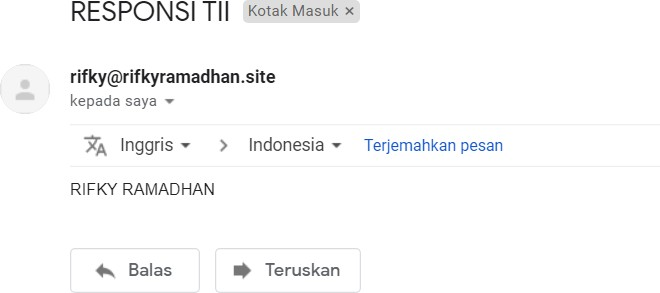 RESPONSI TII Kotak Masuk ×
rifky@rifkyramadhan.site
kepada saya
Inggris > Indonesia Terjemahkan pesan
RIFKY RAMADHAN
Balas Teruskan